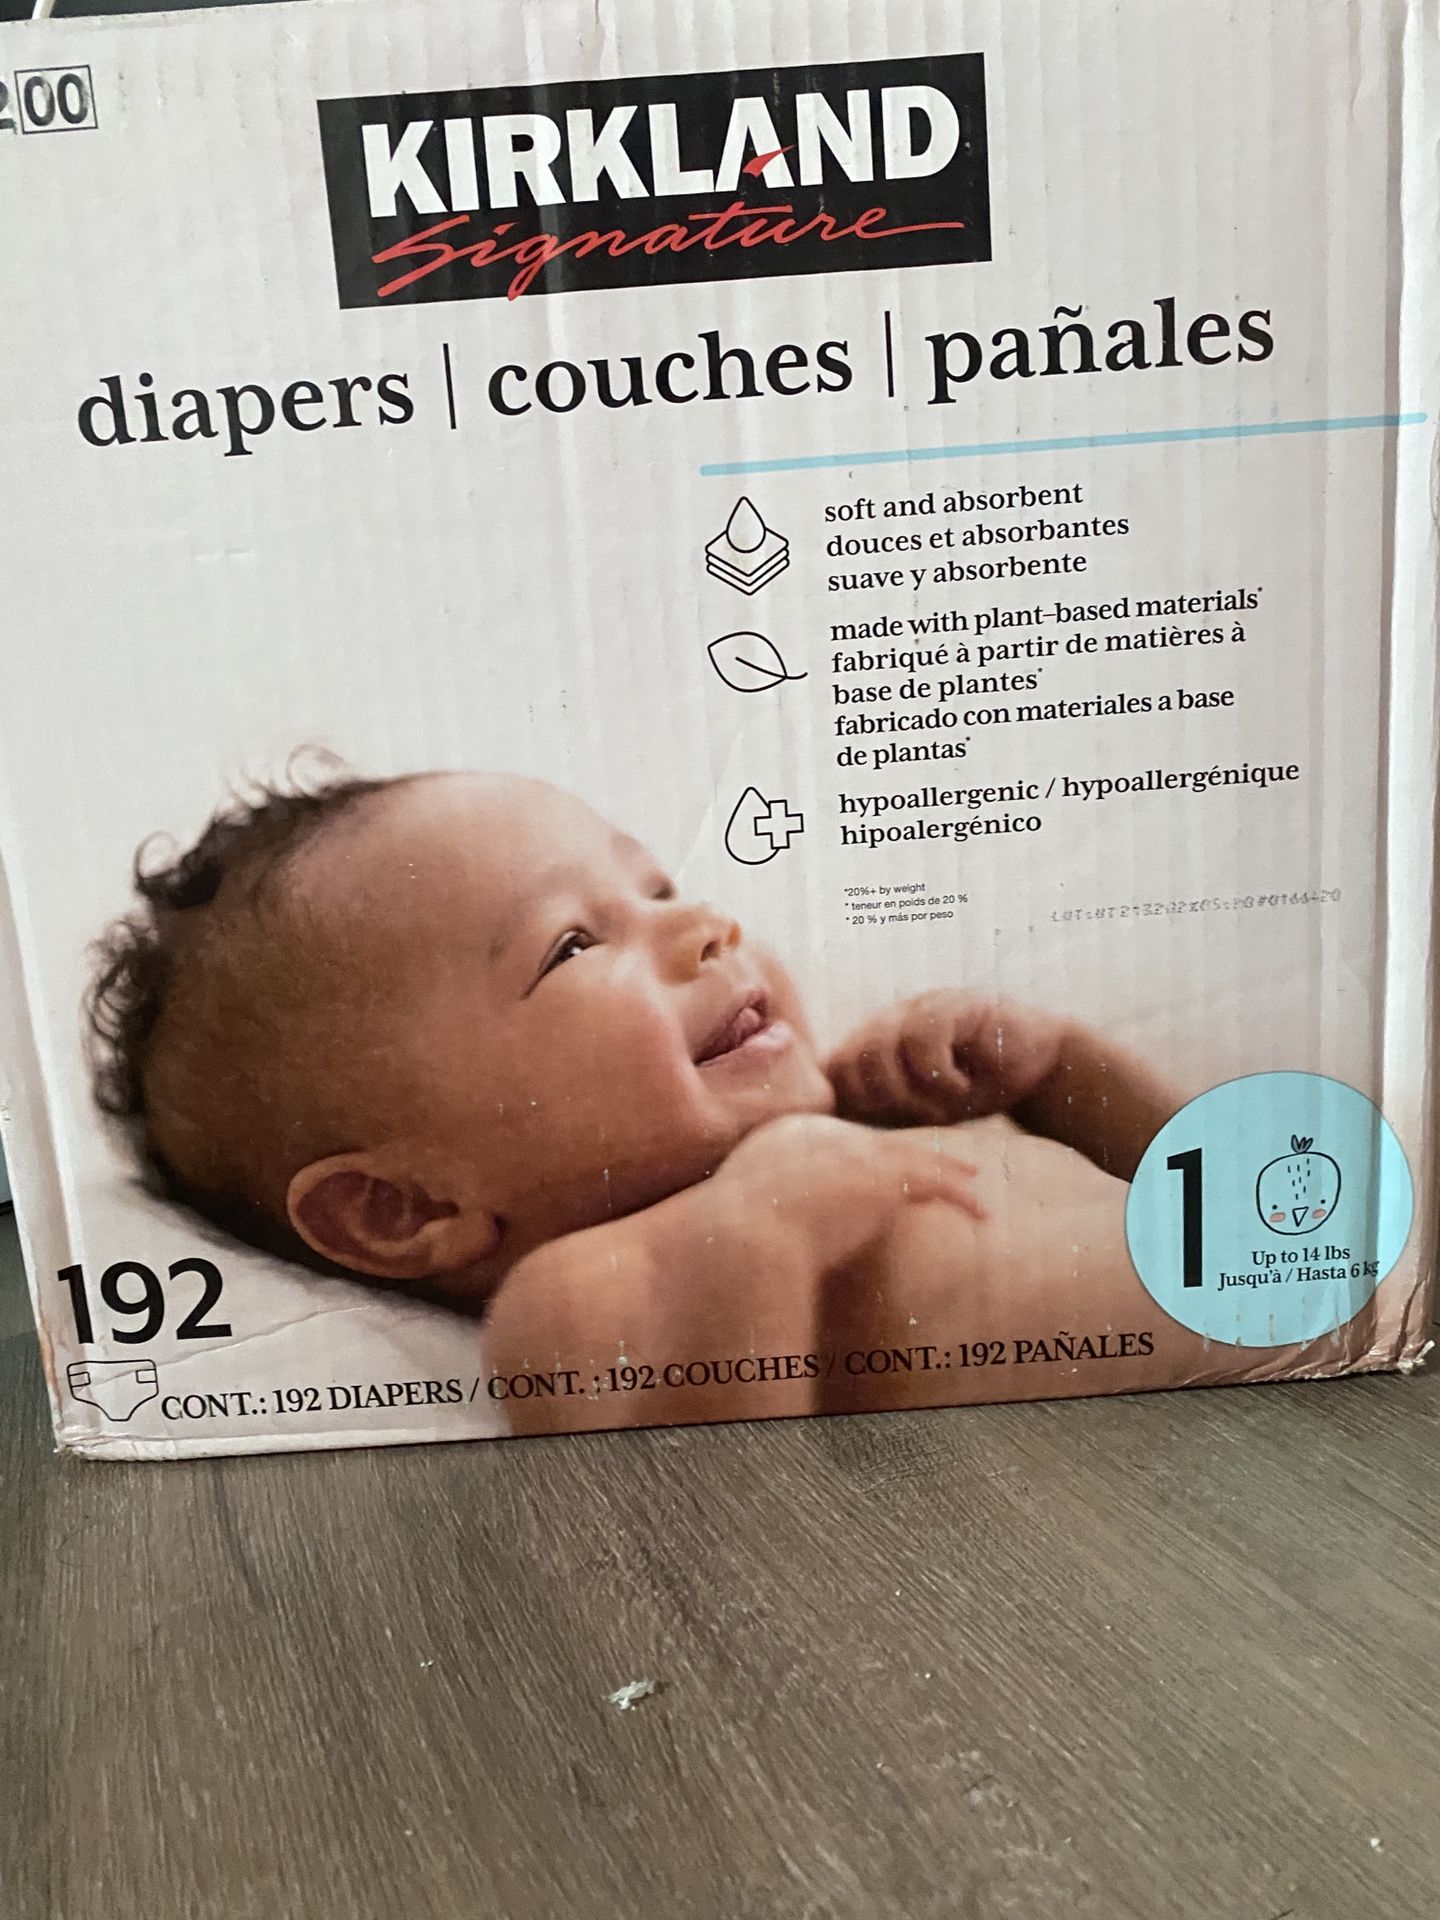 00
KIRKLAND
Signature
diapers | couches | pañales
soft and absorbent
douces et absorbantes
suave y absorbente
made with plant-based materials*
fabriqué à partir de matières à
base de plantes*
fabricado con materiales a base
de plantas*
hypoallergenic / hypoallergénique
hipoalergénico
*20%+ by weight
* teneur en poids de 20 %
* 20 % y más por peso
1
Up to 14 lbs
Jusqu'à / Hasta 6 kg
192
CONT.: 192 DIAPERS / CONT. : 192 COUCHES / CONT.: 192 PAÑALES